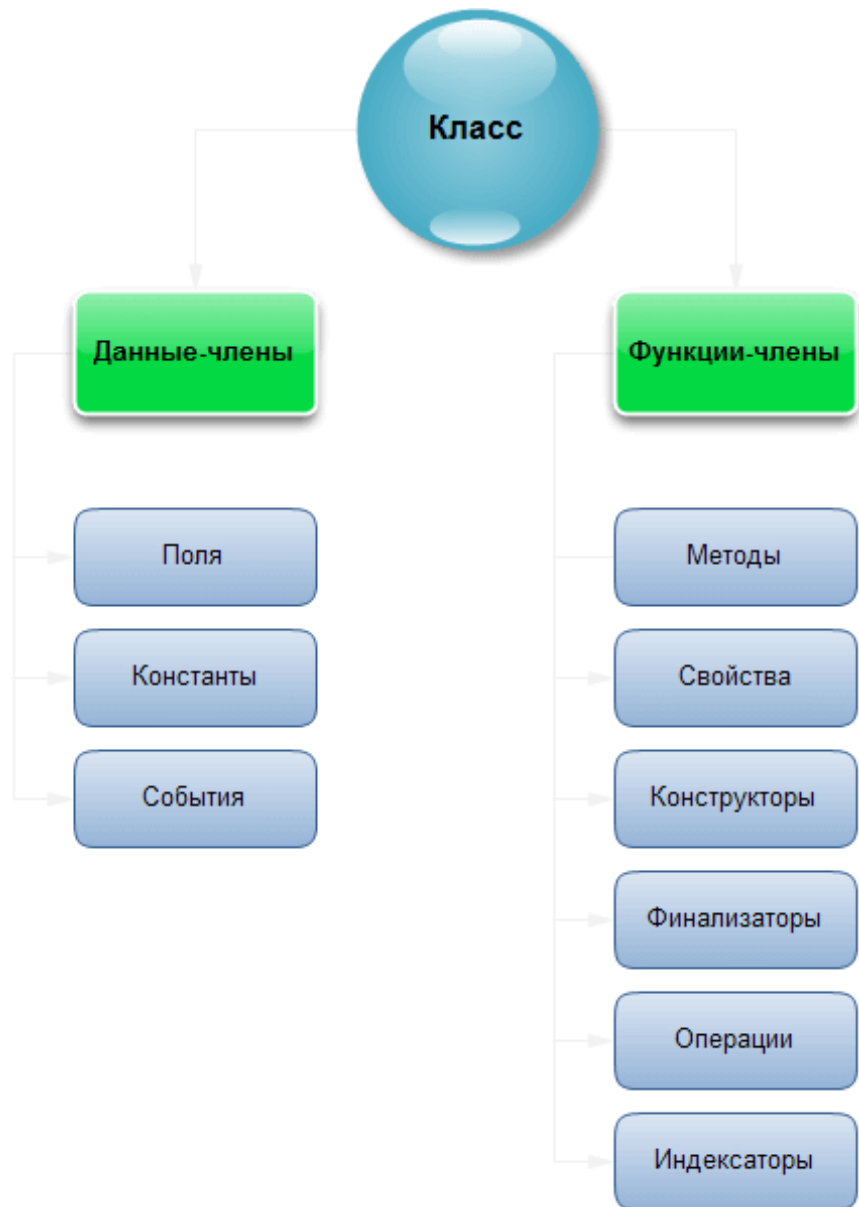 Класс
Данные-члены
Поля
Константы
События
Функции-члены
Методы
Свойства
Конструкторы
Финализаторы
Операции
Индексаторы